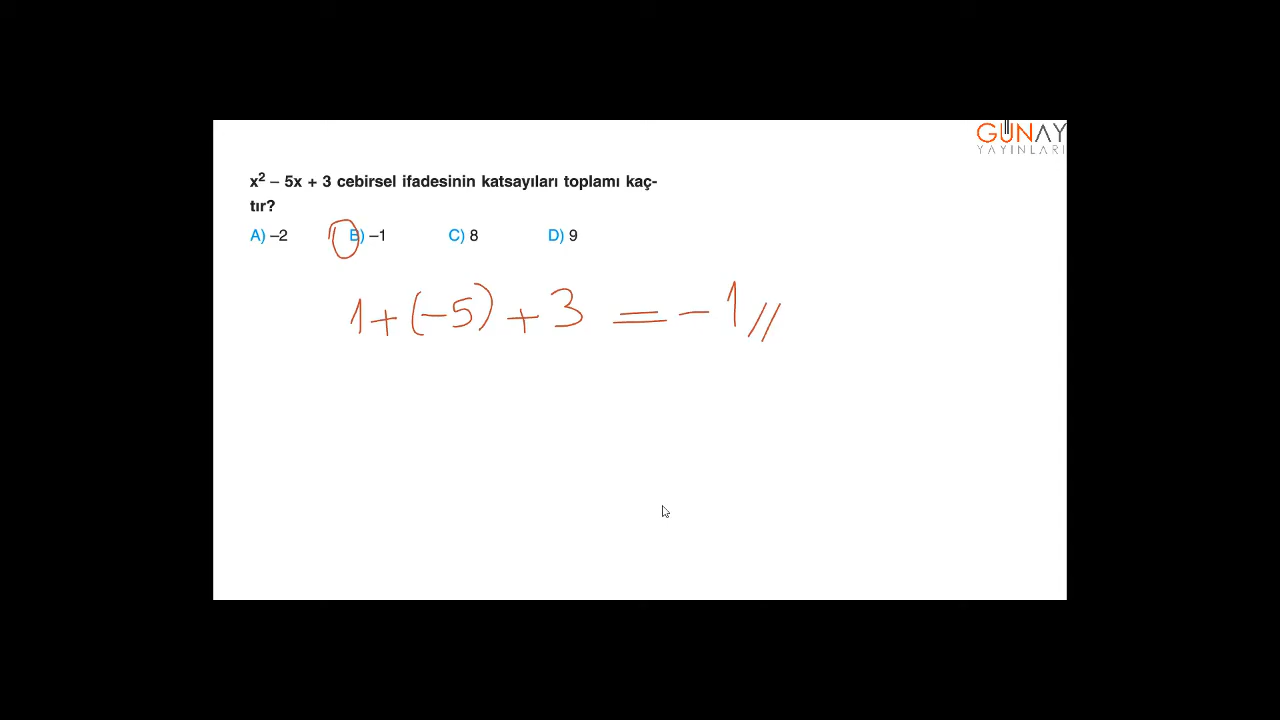 GÜNAY
YAYINLARI
x² – 5x + 3 cebirsel ifadesinin katsayıları toplamı kaç-
tır?
A) –2 B) –1 C) 8 D) 9
1 + (–5) + 3 = – 1 //